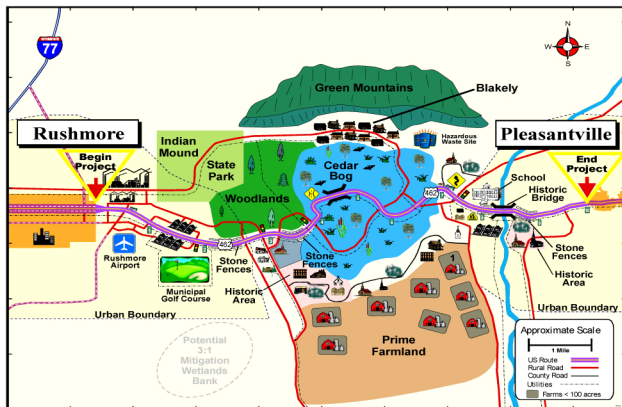 77
N
W
E
S
Green Mountains
Blakely
Rushmore
Pleasantville
Begin
Project
End
Project
Indian
Mound
State
Park
Hazardous
Waste Site
Cedar
Bog
School
Historic
Bridge
Woodlands
462
462
Stone
Fences
Stone
Fences
Stone
Fences
Rushmore
Airport
Municipal
Golf Course
Historic
Area
Historic
Area
Urban Boundary
Urban Boundary
1
Potential
3:1
Mitigation
Wetlands
Bank
Prime
Farmland
Approximate Scale
1 Mile
US Route
Rural Road
County Road
Utilities
Farms < 100 acres